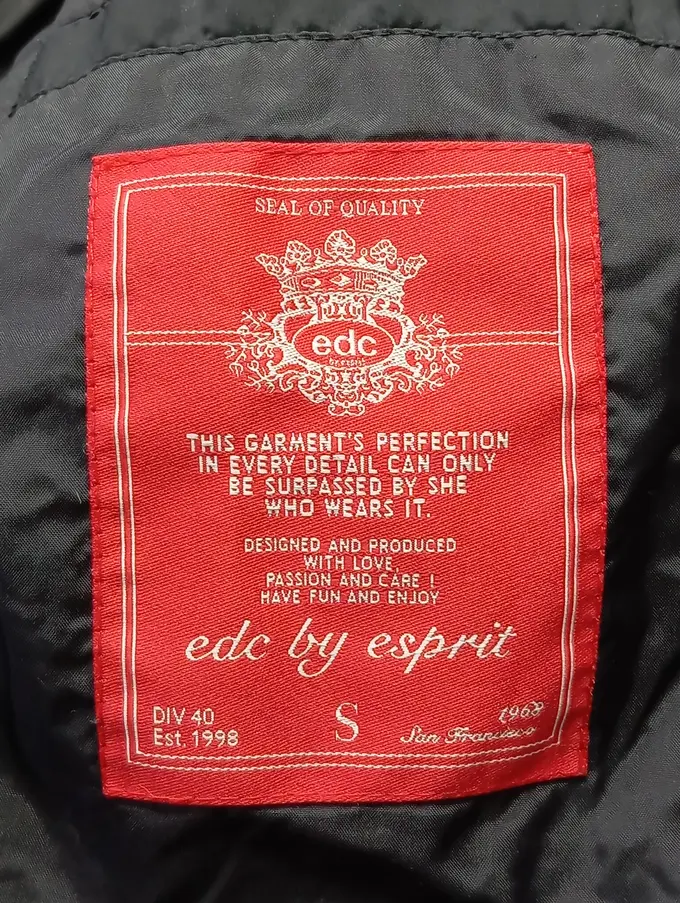 SEAL OF QUALITY
edc
by esprit
THIS GARMENT'S PERFECTION
IN EVERY DETAIL CAN ONLY
BE SURPASSED BY SHE
WHO WEARS IT.
DESIGNED AND PRODUCED
WITH LOVE,
PASSION AND CARE !
HAVE FUN AND ENJOY
edc by esprit
DIV 40
Est. 1998
S
1968
San Francisco